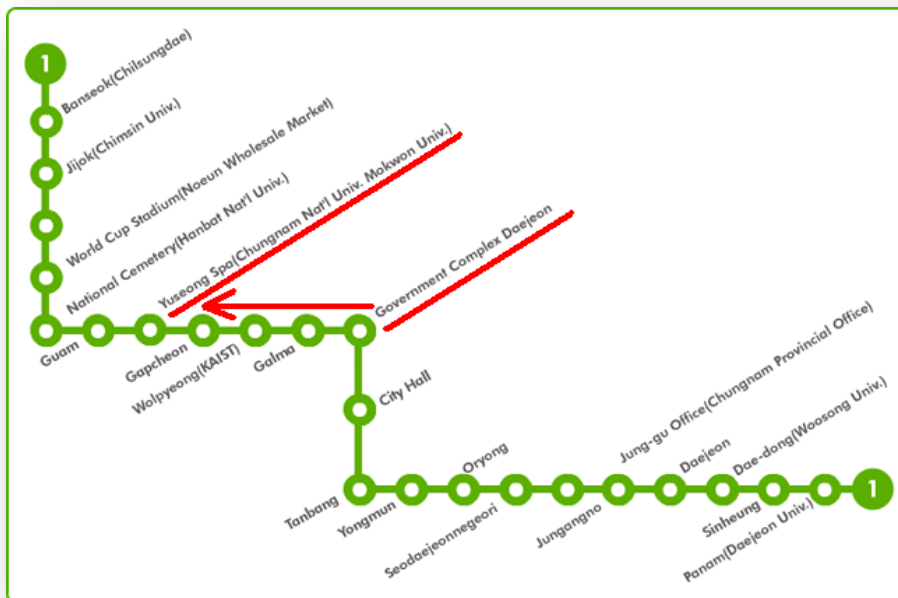 1
Banseok(Chilsungdae)
Jijok(Chimsin Univ.)
World Cup Stadium(Noeun Wholesale Market)
National Cemetery(Hanbat Nat'l Univ.)
Yuseong Spa(Chungnam Nat'l Univ. Mokwon Univ.)
Government Complex Daejeon
Guam
Gapcheon
Wolpyeong(KAIST)
Galma
City Hall
Tanbang
Yongmun
Oryong
Seodaejeonnegeori
Jungangno
Jung-gu Office(Chungnam Provincial Office)
Daejeon
Dae-dong(Woosong Univ.)
Sinheung
Panam(Daejeon Univ.)
1